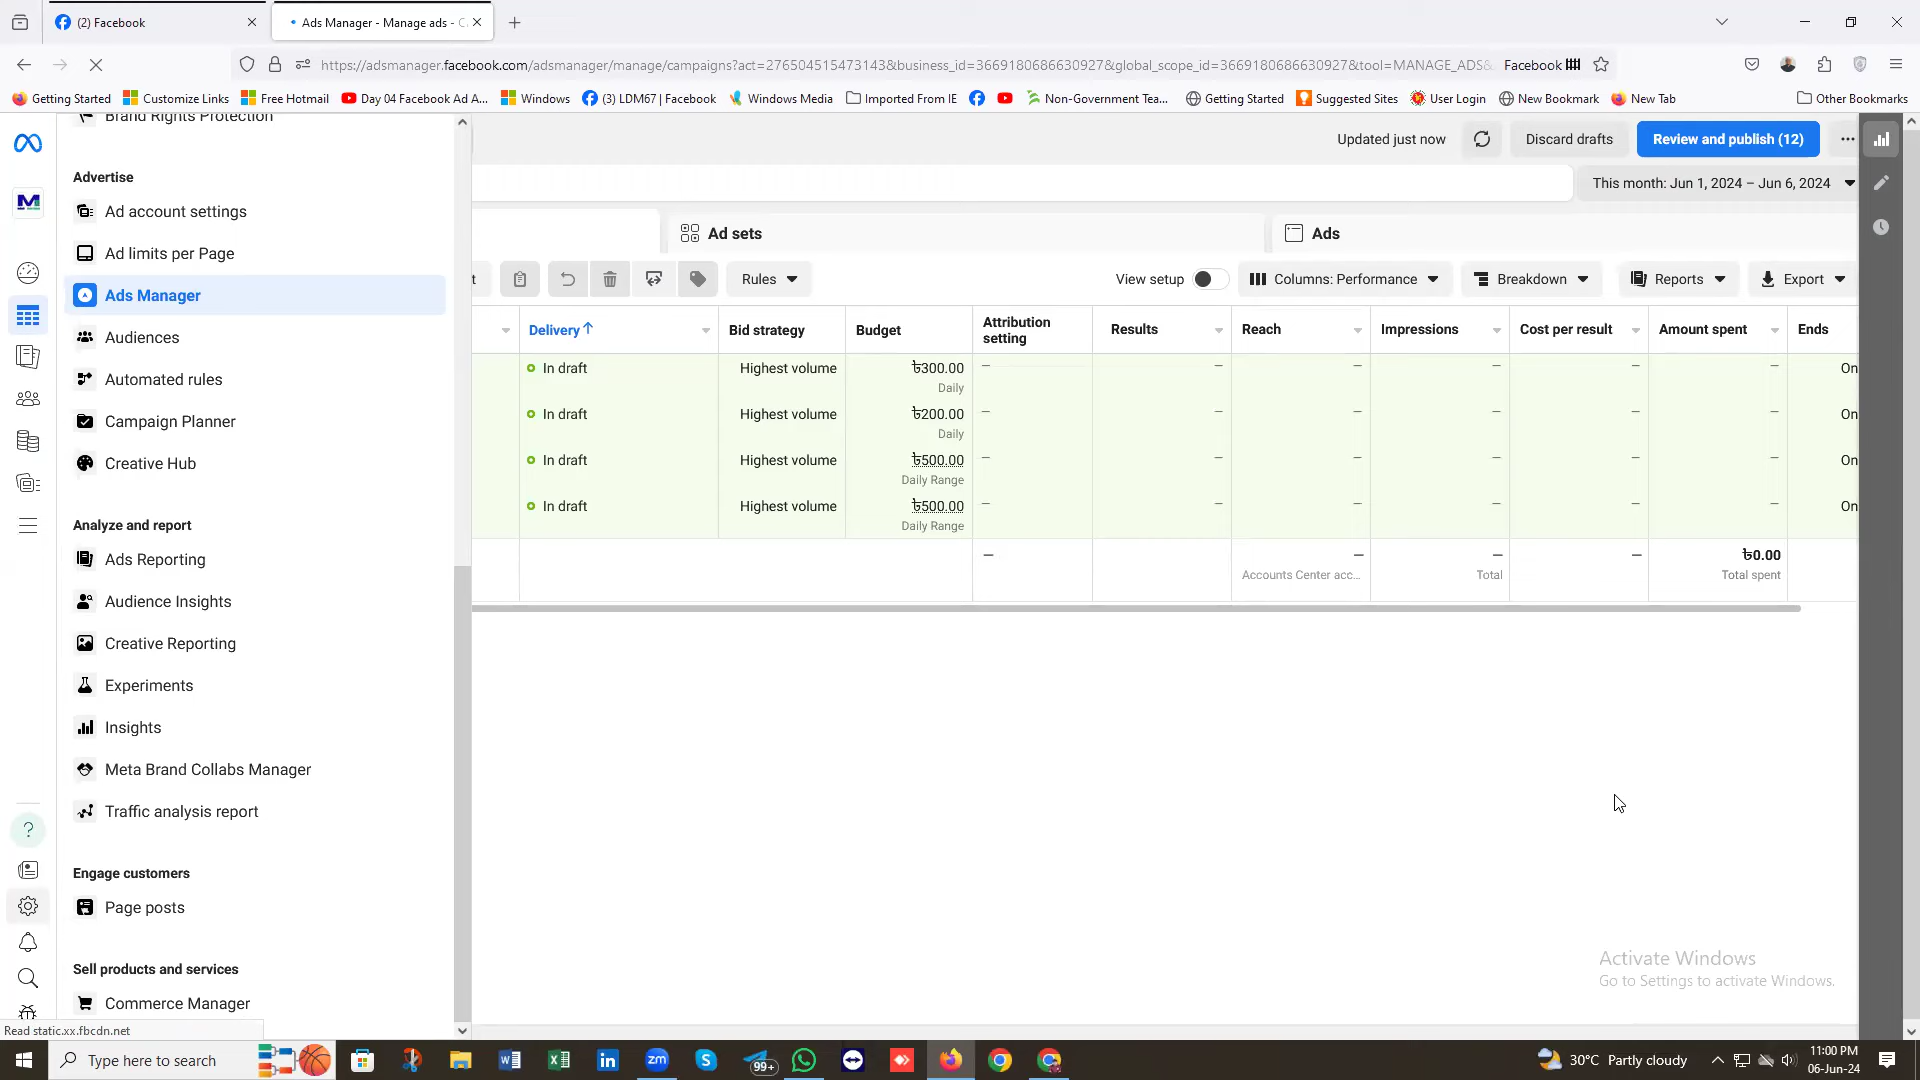 (2) Facebook
Ads Manager - Manage ads - C
https://adsmanager.facebook.com/adsmanager/manage/campaigns?act=276504515473143&business_id=3669180686630927&global_scope_id=3669180686630927&tool=MANAGE_ADS&
Facebook
Getting Started
Customize Links
Free Hotmail
Day 04 Facebook Ad A...
Windows
(3) LDM67 | Facebook
Windows Media
Imported From IE
Non-Government Tea...
Getting Started
Suggested Sites
User Login
New Bookmark
New Tab
Other Bookmarks
Brand Rights Protection
Advertise
Ad account settings
Ad limits per Page
Ads Manager
Audiences
Automated rules
Campaign Planner
Creative Hub
Analyze and report
Ads Reporting
Audience Insights
Creative Reporting
Experiments
Insights
Meta Brand Collabs Manager
Traffic analysis report
Engage customers
Page posts
Sell products and services
Commerce Manager
Read static.xx.fbcdn.net
Updated just now
Discard drafts
Review and publish (12)
This month: Jun 1, 2024 – Jun 6, 2024
Ad sets
Ads
t
Rules
View setup
Columns: Performance
Breakdown
Reports
Export
Delivery↑
Bid strategy
Budget
Attribution
setting
Results
Reach
Impressions
Cost per result
Amount spent
Ends
In draft Highest volume ৳300.00 — — — — — — On
Daily
In draft Highest volume ৳200.00 — — — — — — On
Daily
In draft Highest volume ৳500.00 — — — — — — On
Daily Range
In draft Highest volume ৳500.00 — — — — — — On
Daily Range
— — — — ৳0.00
Accounts Center acc... Total Total spent
Activate Windows
Go to Settings to activate Windows.
Type here to search
99+
30°C Partly cloudy
11:00 PM
06-Jun-24